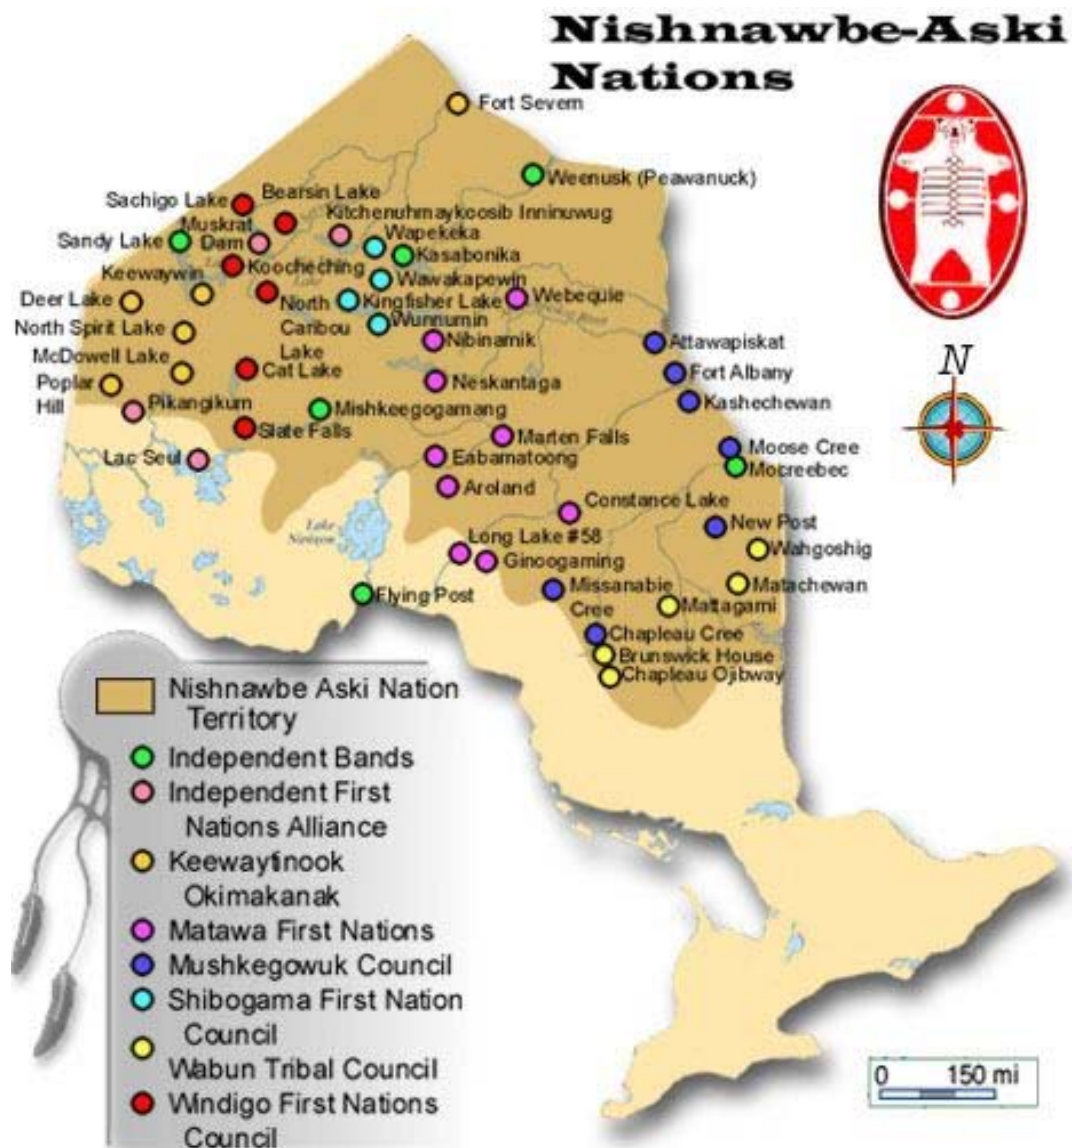 Nishnawbe-Aski
Nations
Fort Severn
Weenusk (Peawanuck)
Bearsin Lake
Sachigo Lake
Kitchenuhmaykoosib Inninuwug
Muskrat
Dam
Wapekeka
Sandy Lake
Kasabonika
Koocheching
Keewaywin
Lake
Wawakapewin
Deer Lake
North
Caribou
Lake
Kingfisher Lake
Webequie
North Spirit Lake
Wunnumin
Nibinamik
Attawapiskat
McDowell Lake
Cat Lake
Fort Albany
Poplar
Hill
Neskantaga
Kashechewan
Pikangikum
Mishkeegogamang
Slate Falls
Marten Falls
Moose Cree
Lac Seul
Eabamatoong
Mocreebec
Aroland
Constance Lake
New Post
Lake
Nipigon
Long Lake #58
Wahgoshig
Ginoogaming
Flying Post
Missanabie
Cree
Matachewan
Mattagami
Chapleau Cree
Brunswick House
Chapleau Ojibway
N
Nishnawbe Aski Nation
Territory
Independent Bands
Independent First
Nations Alliance
Keewaytinook
Okimakanak
Matawa First Nations
Mushkegowuk Council
Shibogama First Nation
Council
Wabun Tribal Council
Windigo First Nations
Council
0 150 mi